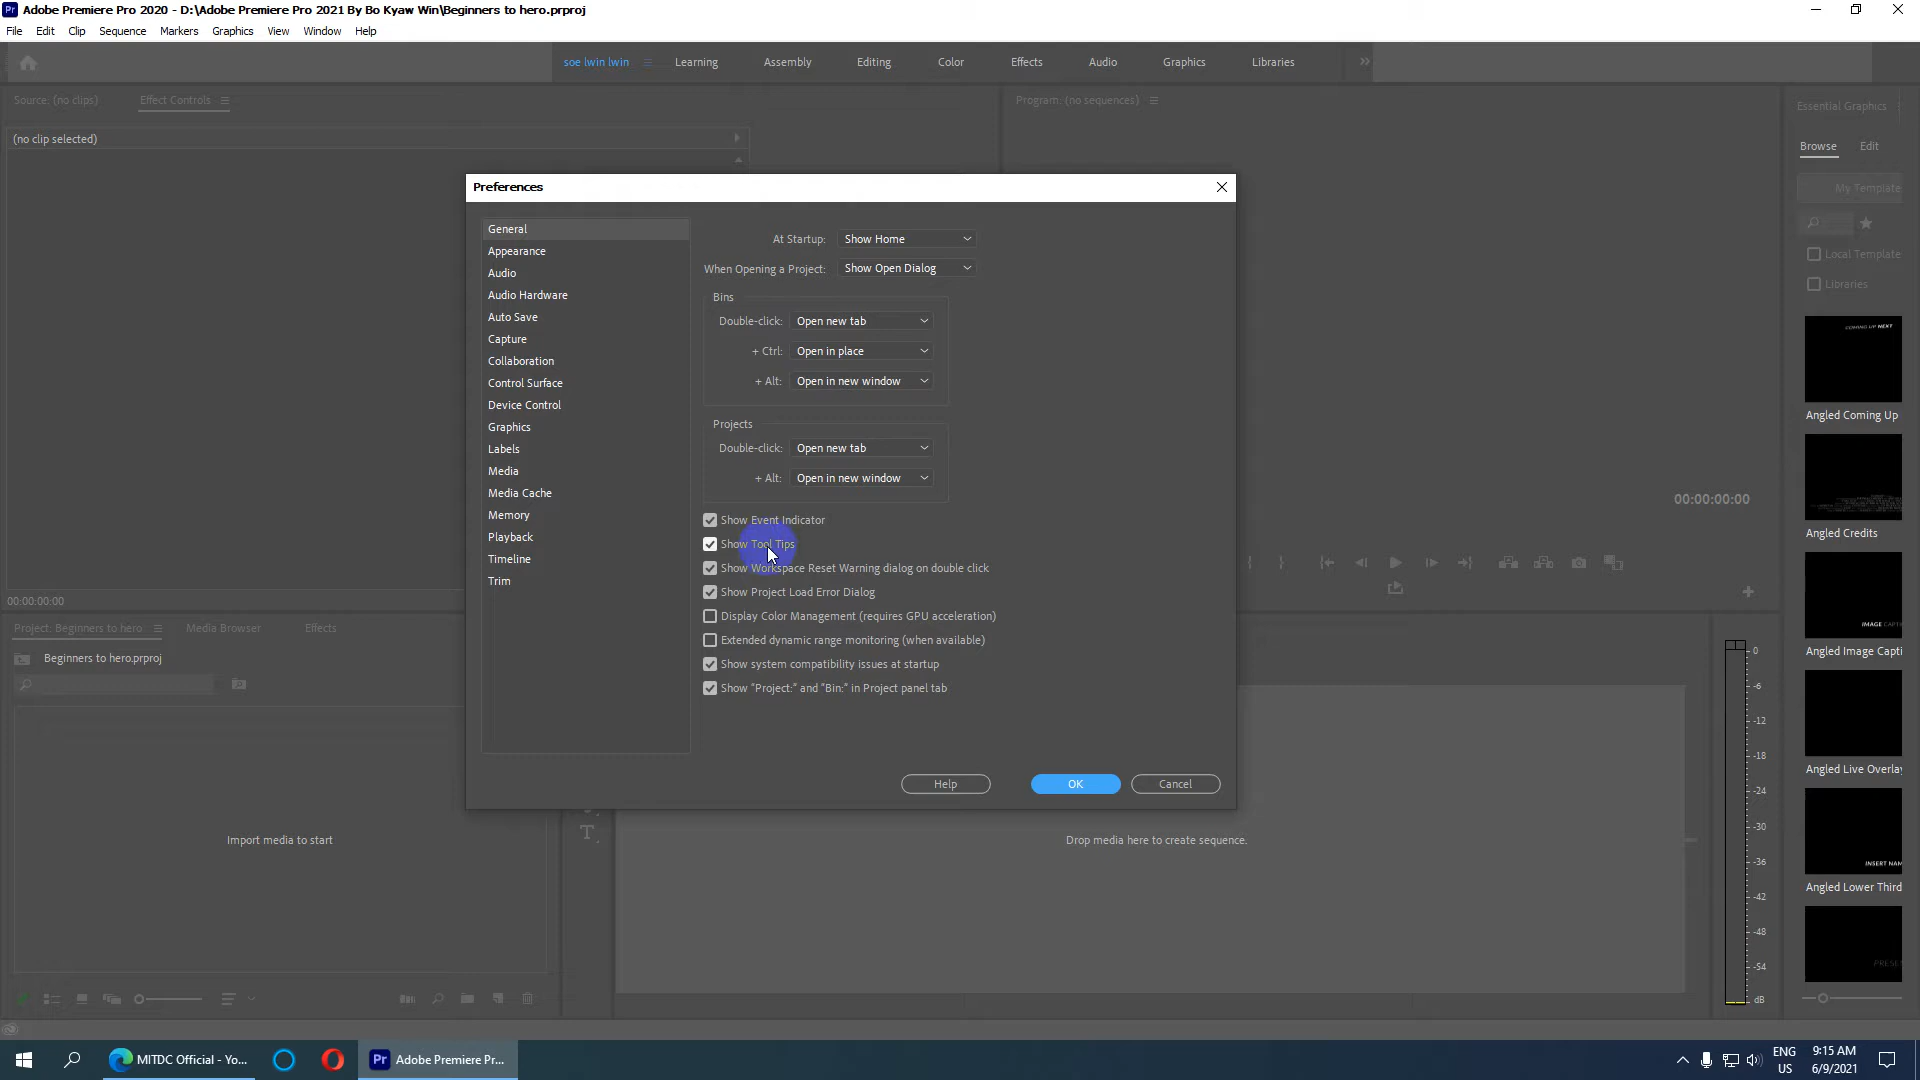 Adobe Premiere Pro 2020 - D:\Adobe Premiere Pro 2021 By Bo Kyaw Win\Beginners to hero.prproj
File Edit Clip Sequence Markers Graphics View Window Help
soe lwin lwin Learning Assembly Editing Color Effects Audio Graphics Libraries
Source: (no clips) Effect Controls
Program: (no sequences)
Essential Graphics
(no clip selected)
Browse Edit
My Template
Local Template
Libraries
COMING UP NEXT
Angled Coming Up
Angled Credits
Angled Image Capti
Angled Live Overlay
INSERT NAM
Angled Lower Third
Preferences
General
Appearance
Audio
Audio Hardware
Auto Save
Capture
Collaboration
Control Surface
Device Control
Graphics
Labels
Media
Media Cache
Memory
Playback
Timeline
Trim
At Startup: Show Home
When Opening a Project: Show Open Dialog
Bins
Double-click: Open new tab
+ Ctrl: Open in place
+ Alt: Open in new window
Projects
Double-click: Open new tab
+ Alt: Open in new window
Show Event Indicator
Show Tool Tips
Show Workspace Reset Warning dialog on double click
Show Project Load Error Dialog
Display Color Management (requires GPU acceleration)
Extended dynamic range monitoring (when available)
Show system compatibility issues at startup
Show "Project:" and "Bin:" in Project panel tab
Help OK Cancel
00:00:00:00
00:00:00:00
Project: Beginners to hero Media Browser Effects
Beginners to hero.prproj
Import media to start
Drop media here to create sequence.
0
-6
-12
-18
-24
-30
-36
-42
-48
-54
dB
MITDC Official - Yo...
Adobe Premiere Pr...
ENG
US
9:15 AM
6/9/2021